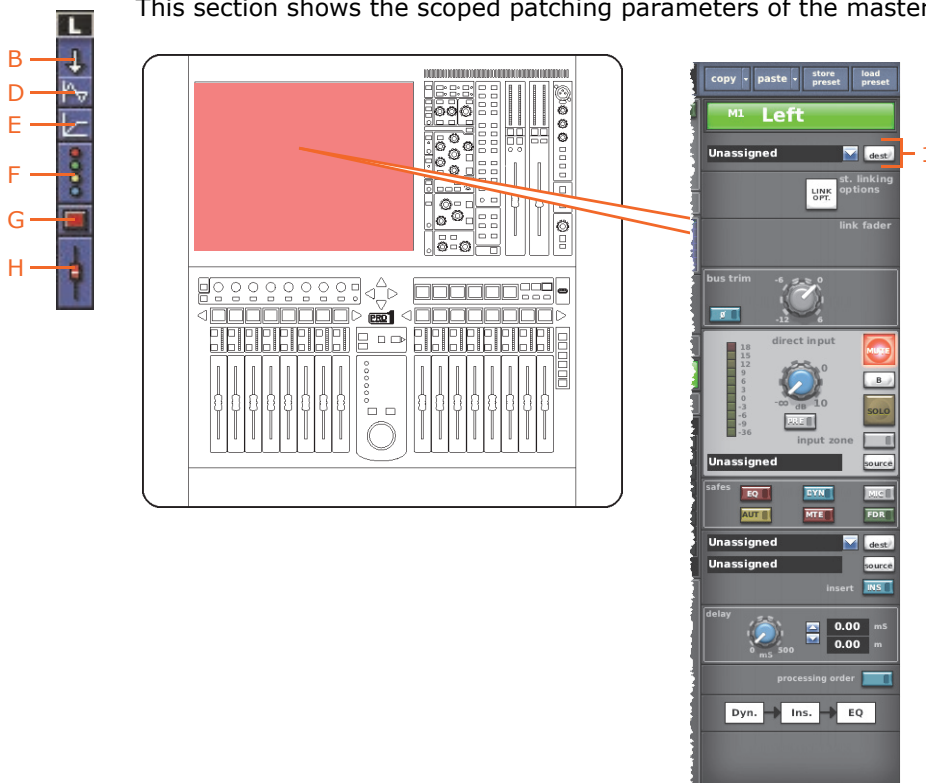 This section shows the scoped patching parameters of the master
L
B
D
E
F
G
H
PRO1
copy paste store preset load preset
M1 Left
Unassigned dest
st. linking options
LINK OPT.
link fader
bus trim
-6 0
-12 6
ø
direct input
18
15
12
9
6
3
0
-3
-6
-9
-36
0
-∞ dB 10
PRE
MUTE
B
SOLO
input zone
Unassigned source
safes
EQ DYN MIC
AUT MTE FDR
Unassigned dest
Unassigned source
insert INS
delay
0 mS 500
0.00 mS
0.00 m
processing order
Dyn. Ins. EQ